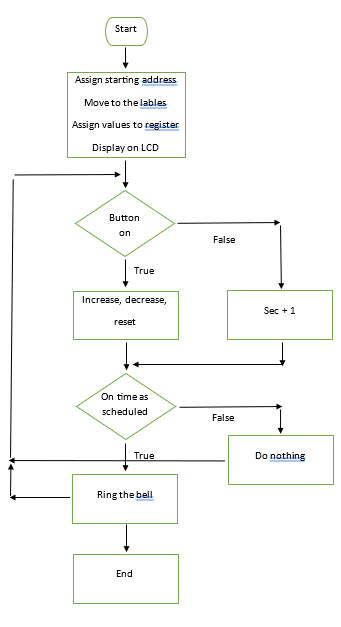 Start
Assign starting address
Move to the lables
Assign values to register
Display on LCD
Button
on
False
True
Increase, decrease,
reset
Sec + 1
On time as
scheduled
False
True
Do nothing
Ring the bell
End